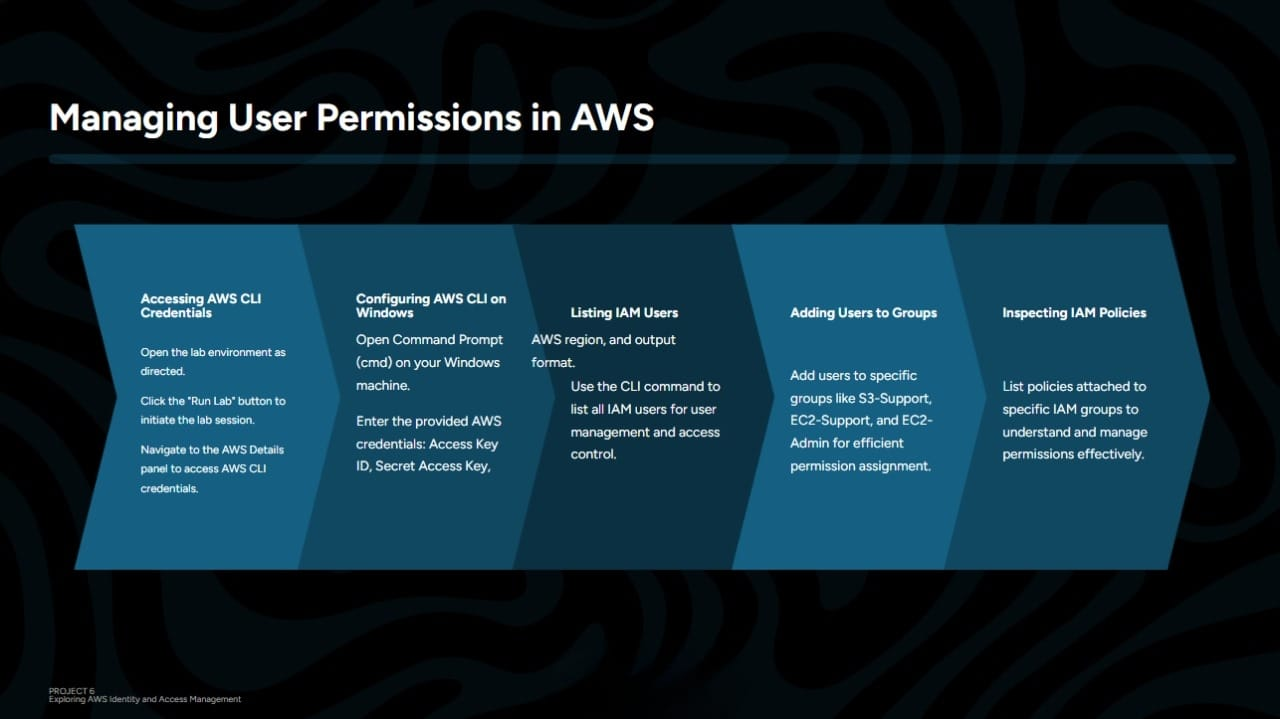 Managing User Permissions in AWS
Accessing AWS CLI
Credentials
Open the lab environment as
directed.
Click the "Run Lab" button to
initiate the lab session.
Navigate to the AWS Details
panel to access AWS CLI
credentials.
Configuring AWS CLI on
Windows
Open Command Prompt
(cmd) on your Windows
machine.
Enter the provided AWS
credentials: Access Key
ID, Secret Access Key,
AWS region, and output
format.
Listing IAM Users
Use the CLI command to
list all IAM users for user
management and access
control.
Adding Users to Groups
Add users to specific
groups like S3-Support,
EC2-Support, and EC2-
Admin for efficient
permission assignment.
Inspecting IAM Policies
List policies attached to
specific IAM groups to
understand and manage
permissions effectively.
PROJECT 6
Exploring AWS Identity and Access Management